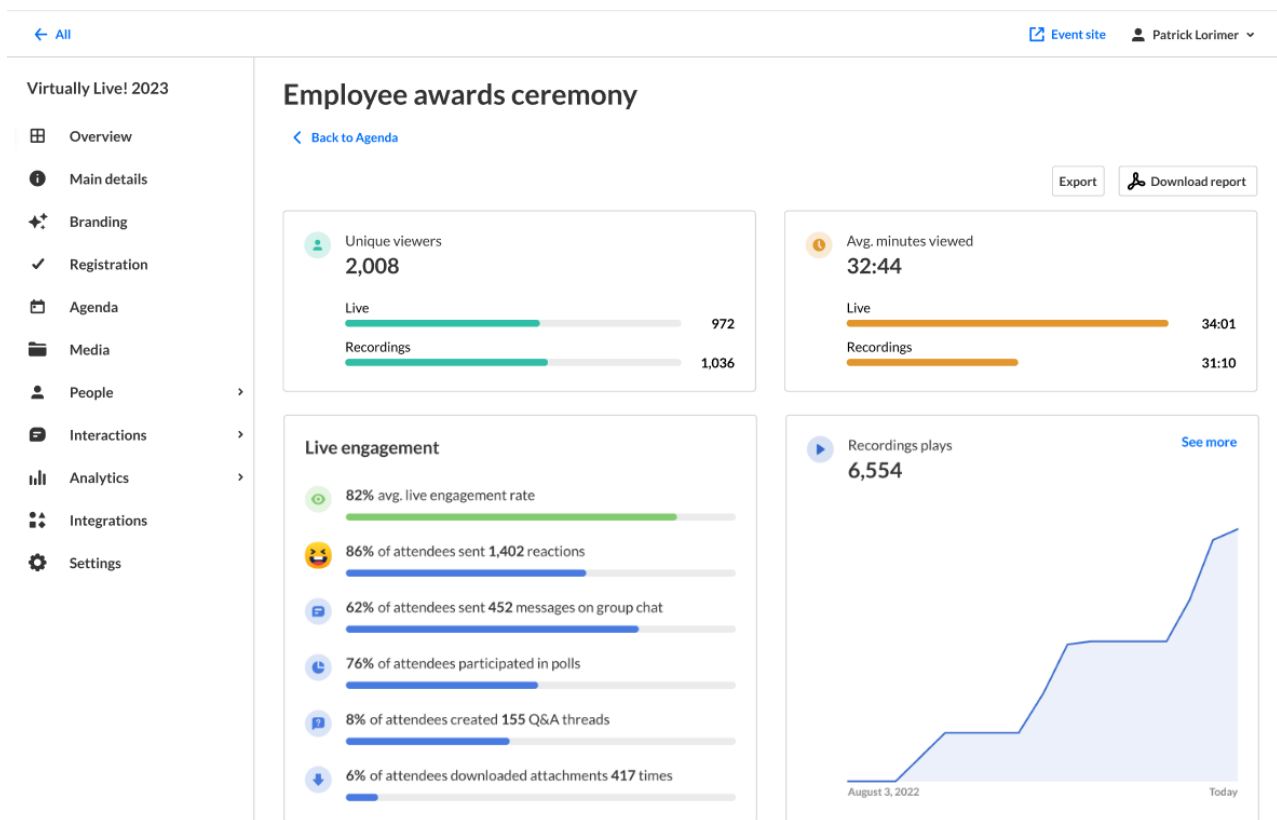 All
Event site
Patrick Lorimer
Virtually Live! 2023
Overview
Main details
Branding
Registration
Agenda
Media
People
Interactions
Analytics
Integrations
Settings
Employee awards ceremony
Back to Agenda
Export
Download report
Unique viewers
2,008
Live
972
Recordings
1,036
Avg. minutes viewed
32:44
Live
34:01
Recordings
31:10
Live engagement
82% avg. live engagement rate
86% of attendees sent 1,402 reactions
62% of attendees sent 452 messages on group chat
76% of attendees participated in polls
8% of attendees created 155 Q&A threads
6% of attendees downloaded attachments 417 times
Recordings plays
See more
6,554
August 3, 2022
Today